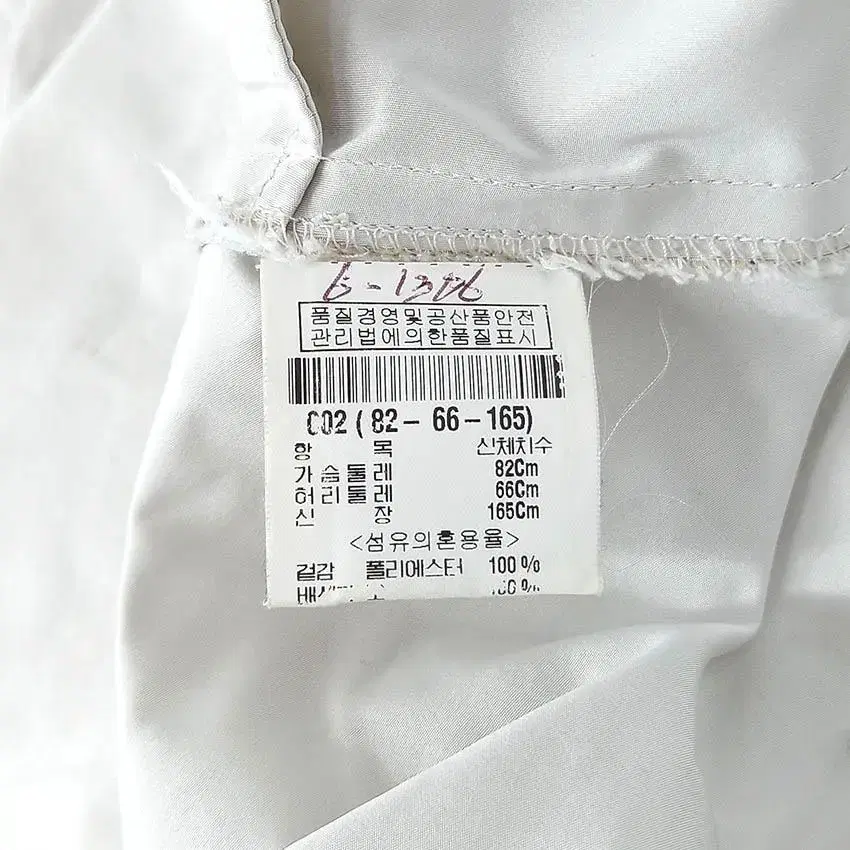 품질경영및공산품안전
관리법에의한품질표시
002 ( 82 - 66 - 165)
항 목 신체치수
가슴둘레 82Cm
허리둘레 66Cm
신 장 165Cm
<섬유의혼용율>
겉감 폴리에스터 100 %